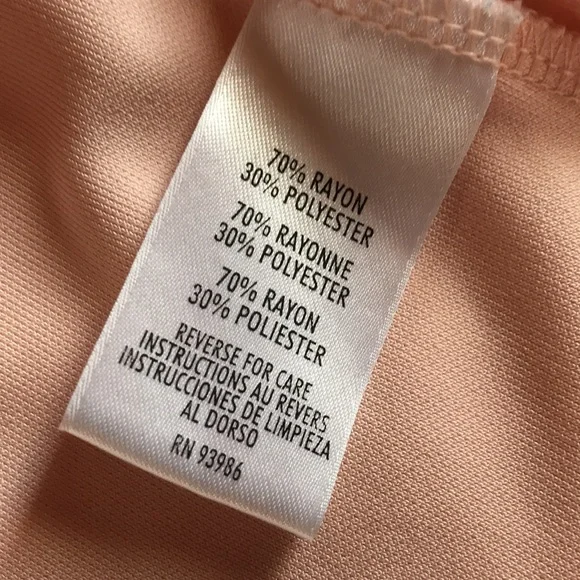 70% RAYON
30% POLYESTER
70% RAYONNE
30% POLYESTER
70% RAYON
30% POLIESTER
REVERSE FOR CARE
INSTRUCTIONS AU REVERS
INSTRUCCIONES DE LIMPIEZA
AL DORSO
RN 93986